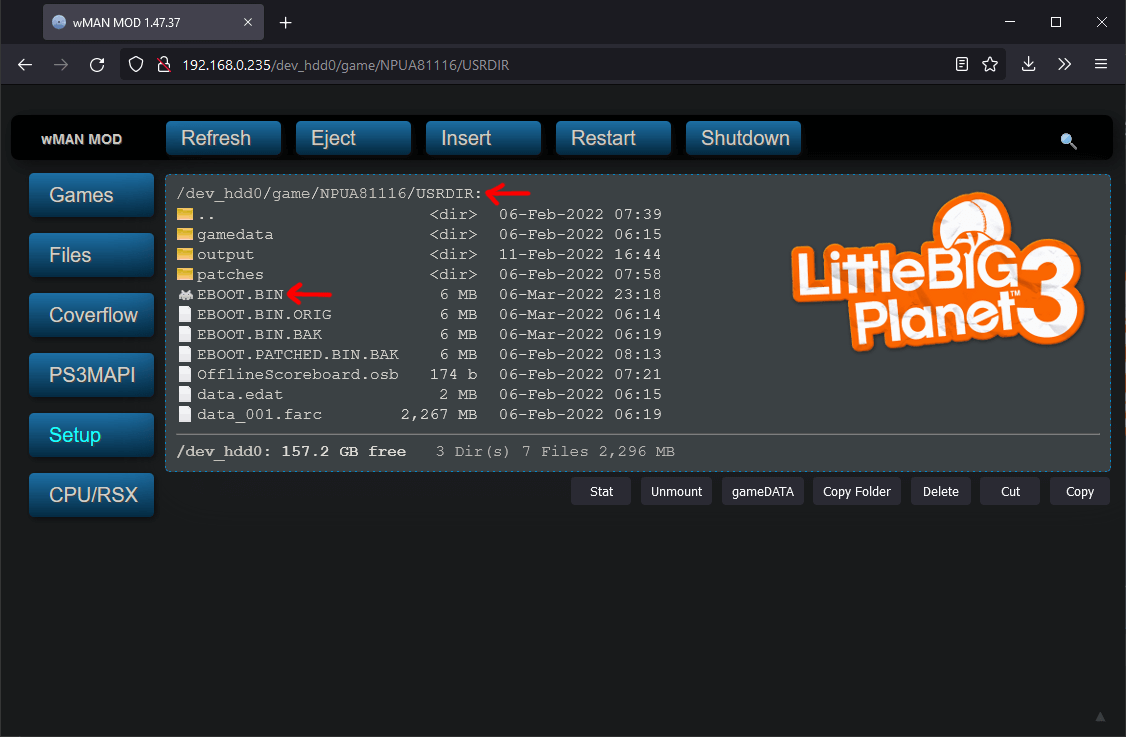 wMAN MOD 1.47.37
192.168.0.235/dev_hdd0/game/NPUA81116/USRDIR
wMAN MOD
Refresh
Eject
Insert
Restart
Shutdown
Games
Files
Coverflow
PS3MAPI
Setup
CPU/RSX
/dev_hdd0/game/NPUA81116/USRDIR:
.. <dir> 06-Feb-2022 07:39
gamedata <dir> 06-Feb-2022 06:15
output <dir> 11-Feb-2022 16:44
patches <dir> 06-Feb-2022 07:58
EBOOT.BIN 6 MB 06-Mar-2022 23:18
EBOOT.BIN.ORIG 6 MB 06-Mar-2022 06:14
EBOOT.BIN.BAK 6 MB 06-Mar-2022 06:19
EBOOT.PATCHED.BIN.BAK 6 MB 06-Feb-2022 08:13
OfflineScoreboard.osb 174 b 06-Feb-2022 07:21
data.edat 2 MB 06-Feb-2022 06:15
data_001.farc 2,267 MB 06-Feb-2022 06:19
LittleBIG
Planet™ 3
/dev_hdd0: 157.2 GB free 3 Dir(s) 7 Files 2,296 MB
Stat
Unmount
gameDATA
Copy Folder
Delete
Cut
Copy